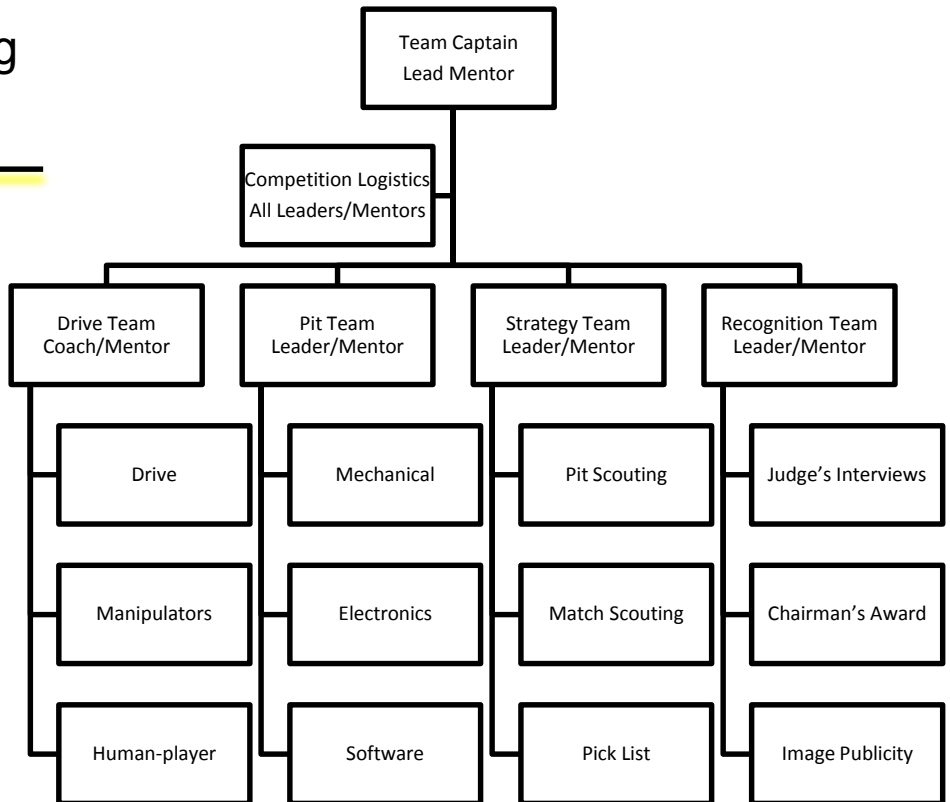 g
Team Captain
Lead Mentor
Competition Logistics
All Leaders/Mentors
Drive Team
Coach/Mentor
Pit Team
Leader/Mentor
Strategy Team
Leader/Mentor
Recognition Team
Leader/Mentor
Drive
Mechanical
Pit Scouting
Judge’s Interviews
Manipulators
Electronics
Match Scouting
Chairman’s Award
Human-player
Software
Pick List
Image Publicity